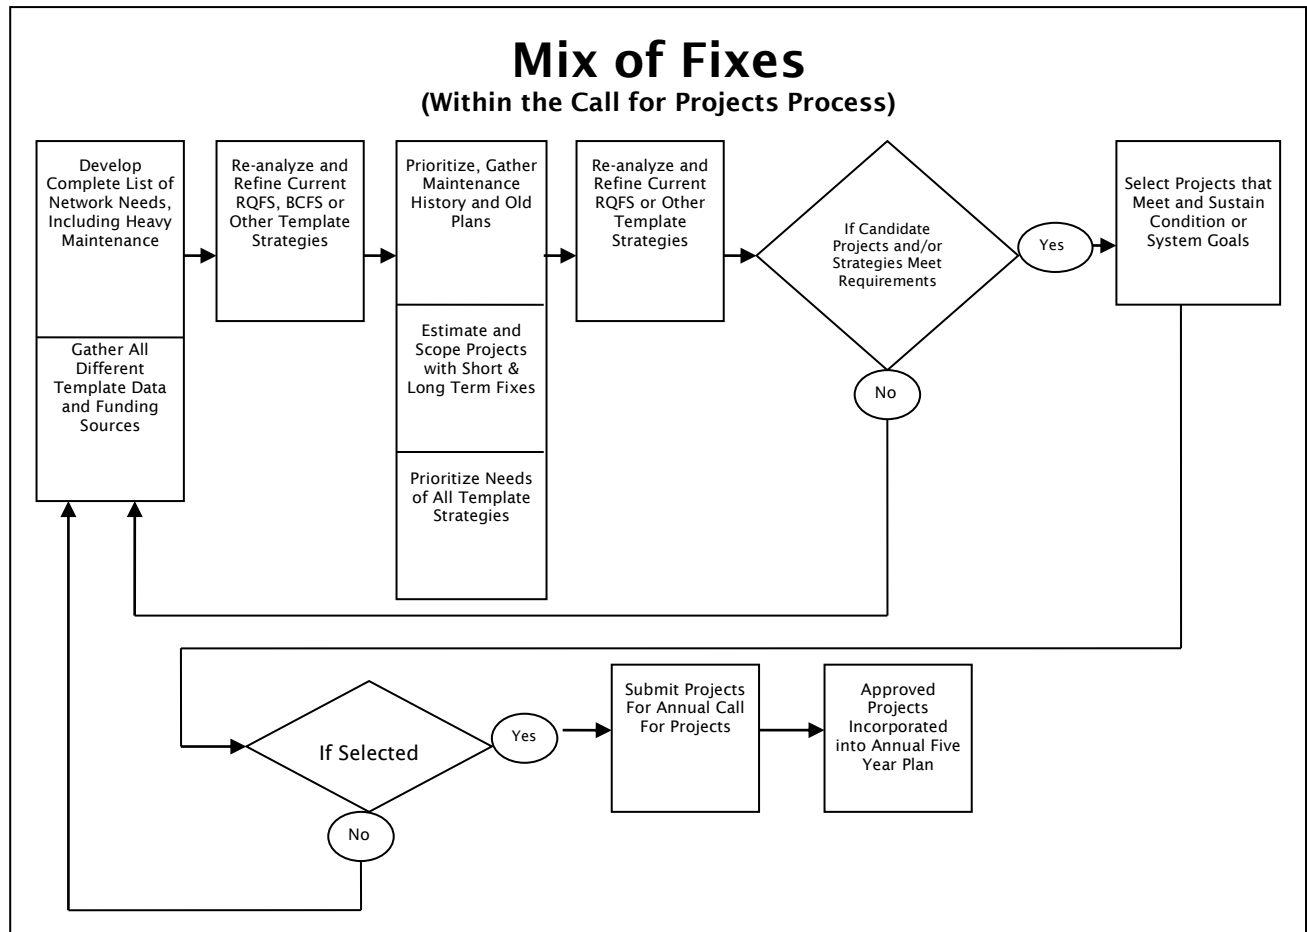 Mix of Fixes
(Within the Call for Projects Process)
Develop
Complete List of
Network Needs,
Including Heavy
Maintenance
Gather All
Different
Template Data
and Funding
Sources
Re-analyze and
Refine Current
RQFS, BCFS or
Other Template
Strategies
Prioritize, Gather
Maintenance
History and Old
Plans
Estimate and
Scope Projects
with Short &
Long Term Fixes
Prioritize Needs
of All Template
Strategies
Re-analyze and
Refine Current
RQFS or Other
Template
Strategies
If Candidate
Projects and/or
Strategies Meet
Requirements
Yes
No
Select Projects that
Meet and Sustain
Condition or
System Goals
If Selected
Yes
No
Submit Projects
For Annual Call
For Projects
Approved
Projects
Incorporated
into Annual Five
Year Plan